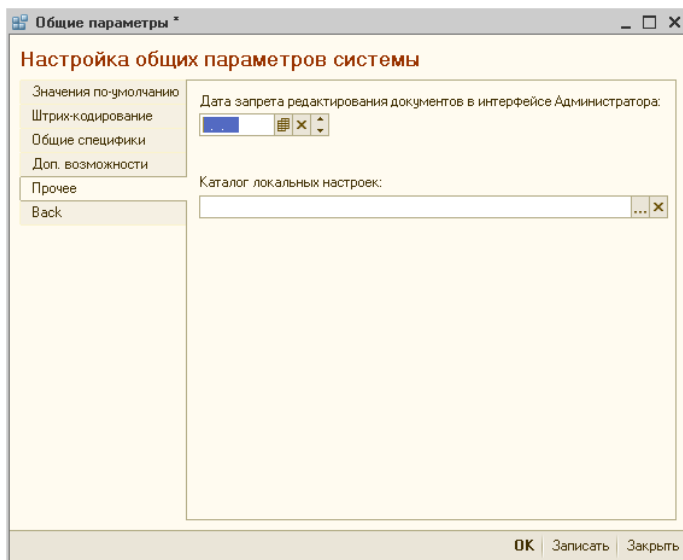 Общие параметры *
Настройка общих параметров системы
Значения по-умолчанию
Штрих-кодирование
Общие специфики
Доп. возможности
Прочее
Back
Дата запрета редактирования документов в интерфейсе Администратора:
. .
Каталог локальных настроек:
...
OK Записать Закрыть